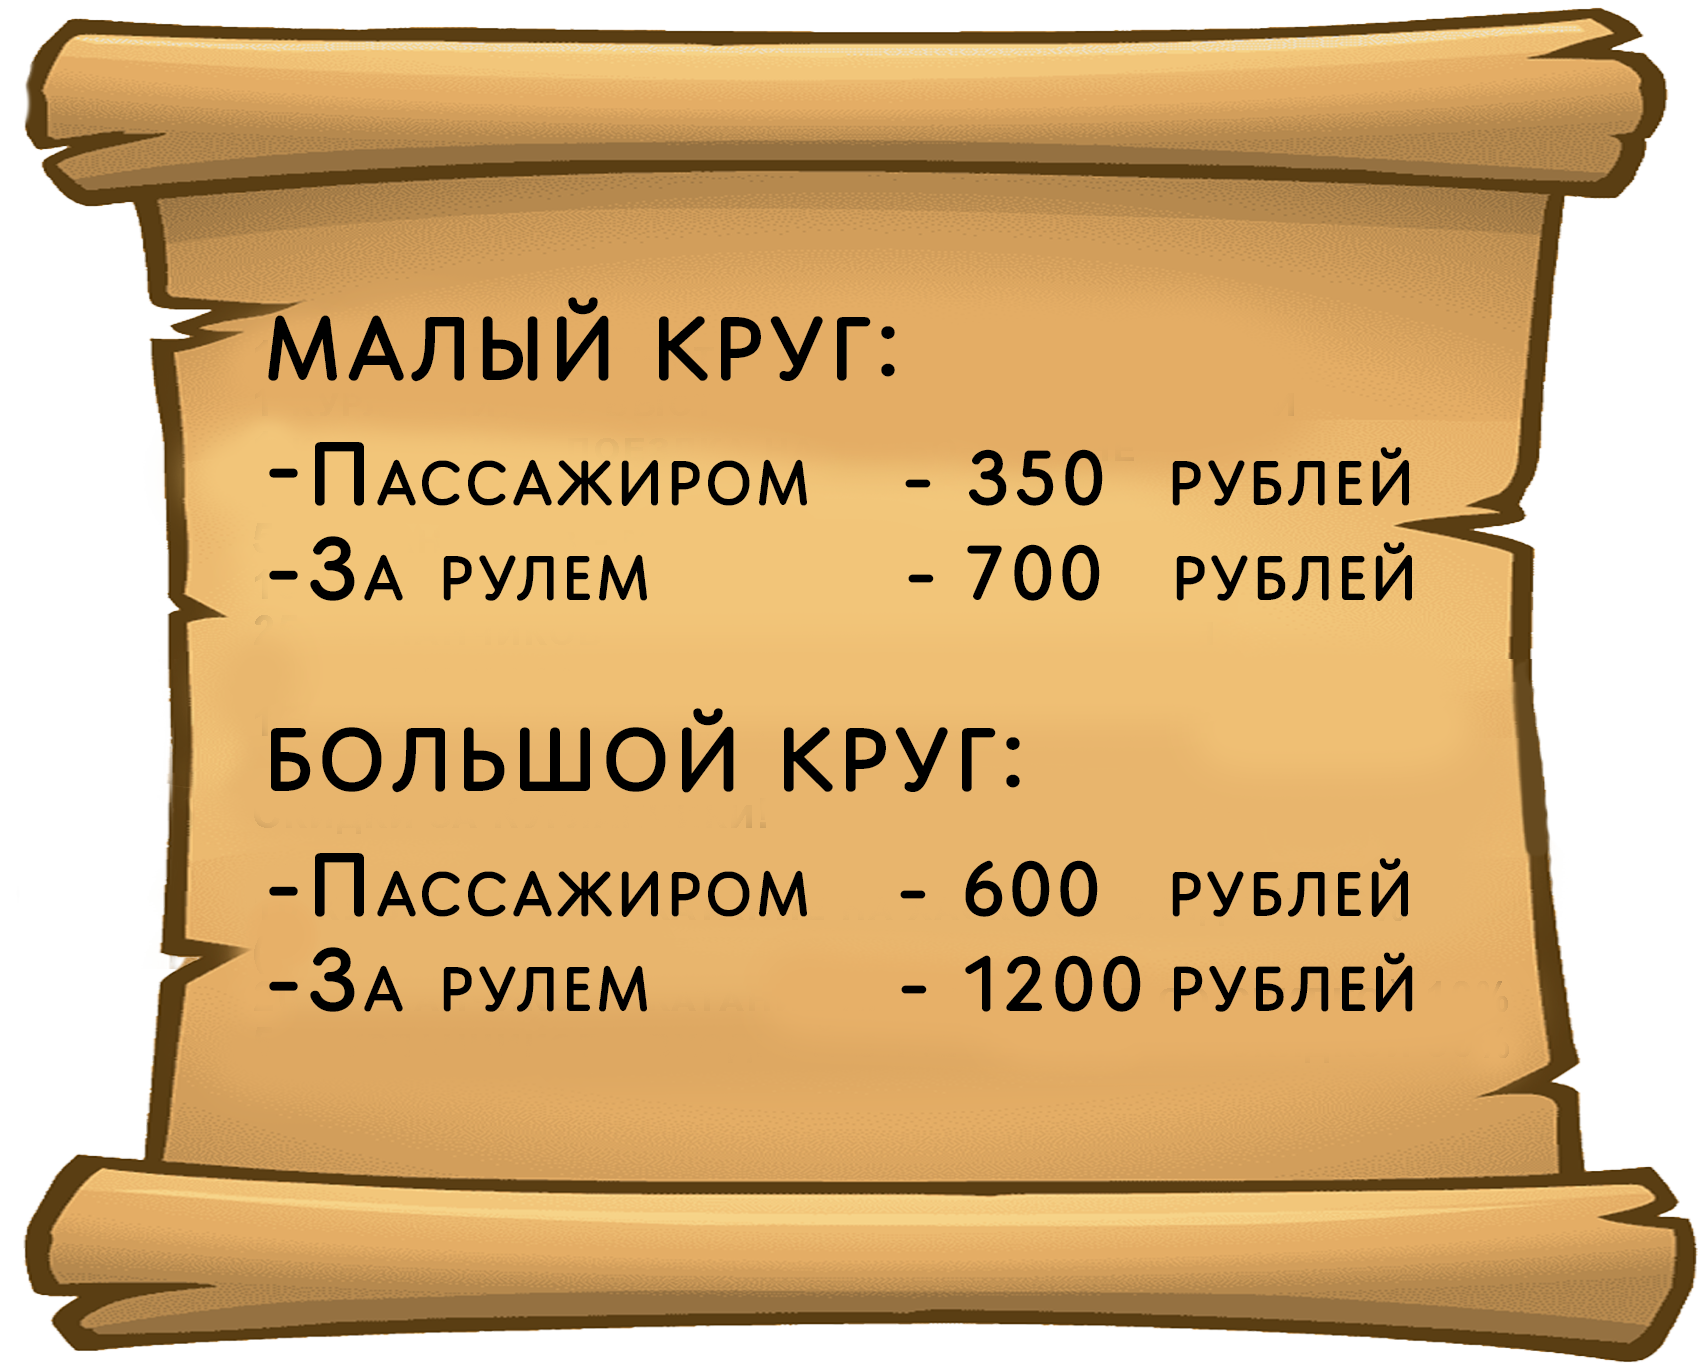 МАЛЫЙ КРУГ:
-Пассажиром - 350 рублей
-За рулем - 700 рублей
БОЛЬШОЙ КРУГ:
-Пассажиром - 600 рублей
-За рулем - 1200 рублей